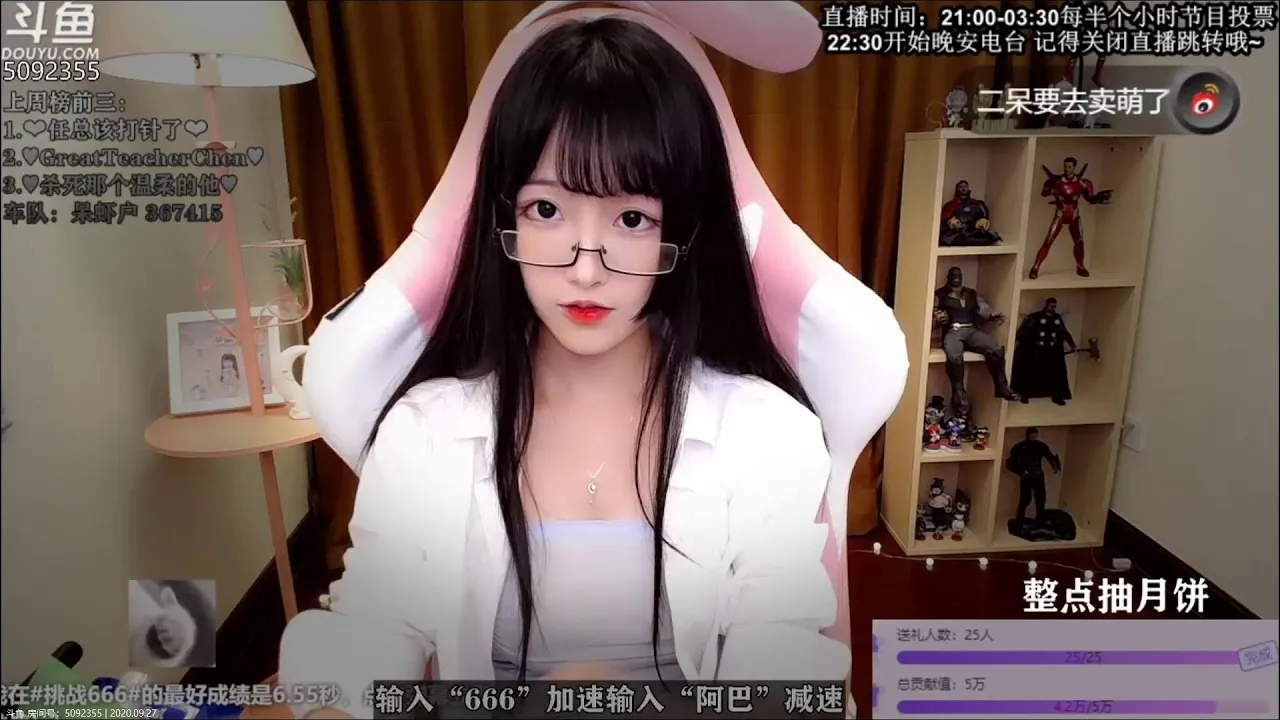 斗鱼
DOUYU.COM
5092355
上周榜前三：
1.❤任总该打针了❤
2.♥GreatTeacherChen♥
3.♥杀死那个温柔的他♥
车队：呆虾户 367415
直播时间：21:00-03:30每半个小时节目投票
22:30开始晚安电台 记得关闭直播跳转哦~
二呆要去卖萌了
整点抽月饼
送礼人数：25人
25/25
完成
总贡献值：5万
4.2万/5万
在#挑战666#的最好成绩是6.55秒，
输入“666”加速输入“阿巴”减速
斗鱼·房间号：5092355 | 2020.09.27